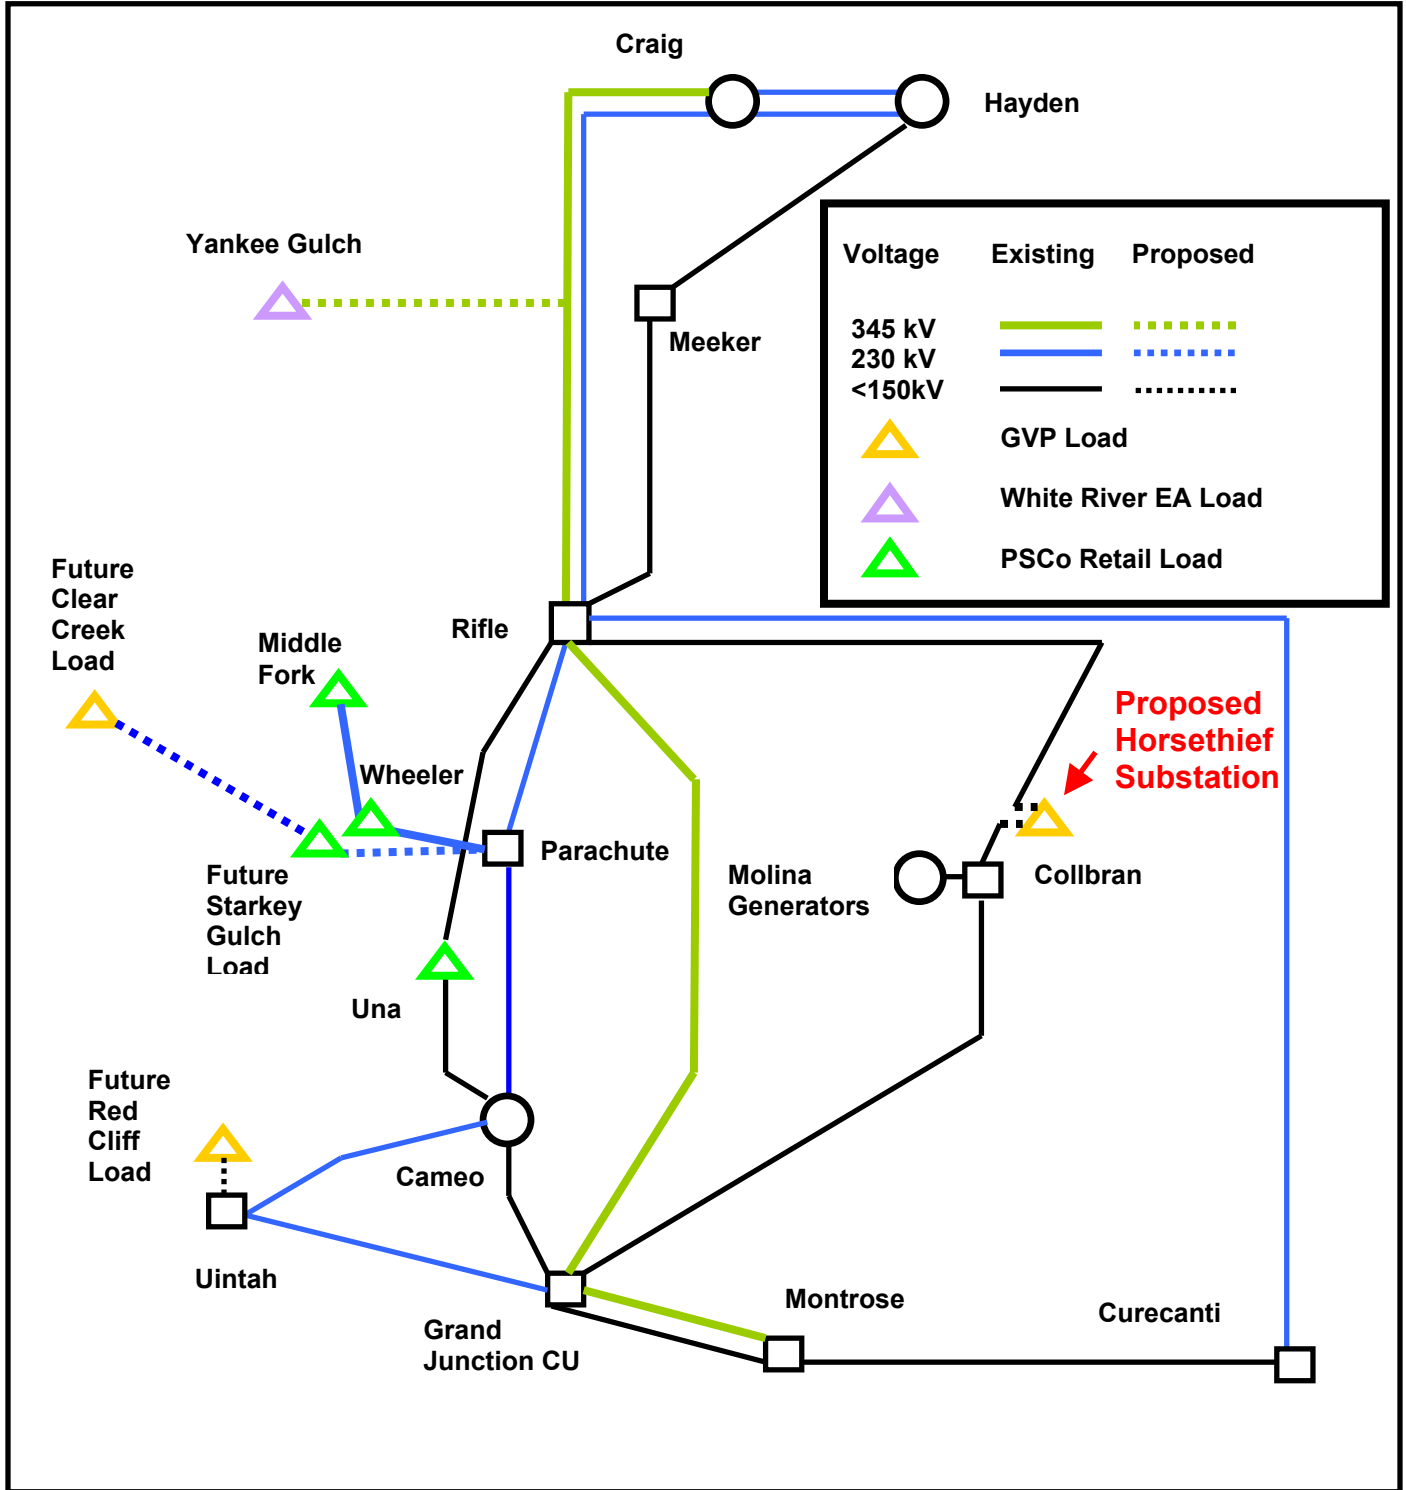 Craig
Hayden
Yankee Gulch
Voltage Existing Proposed
345 kV
230 kV
<150kV
GVP Load
White River EA Load
PSCo Retail Load
Meeker
Future
Clear
Creek
Load
Middle
Fork
Rifle
Proposed
Horsethief
Substation
Wheeler
Parachute
Future
Starkey
Gulch
Load
Molina
Generators
Collbran
Una
Future
Red
Cliff
Load
Cameo
Uintah
Grand
Junction CU
Montrose
Curecanti